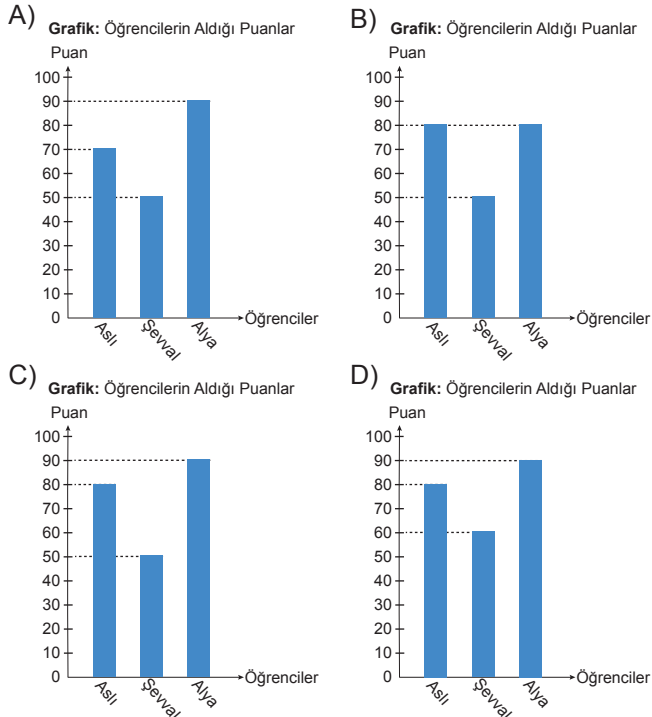 A)
Grafik: Öğrencilerin Aldığı Puanlar
Puan
100
90
80
70
60
50
40
30
20
10
0
Aslı
Şevval
Alya
Öğrenciler
B)
Grafik: Öğrencilerin Aldığı Puanlar
Puan
100
90
80
70
60
50
40
30
20
10
0
Aslı
Şevval
Alya
Öğrenciler
C)
Grafik: Öğrencilerin Aldığı Puanlar
Puan
100
90
80
70
60
50
40
30
20
10
0
Aslı
Şevval
Alya
Öğrenciler
D)
Grafik: Öğrencilerin Aldığı Puanlar
Puan
100
90
80
70
60
50
40
30
20
10
0
Aslı
Şevval
Alya
Öğrenciler